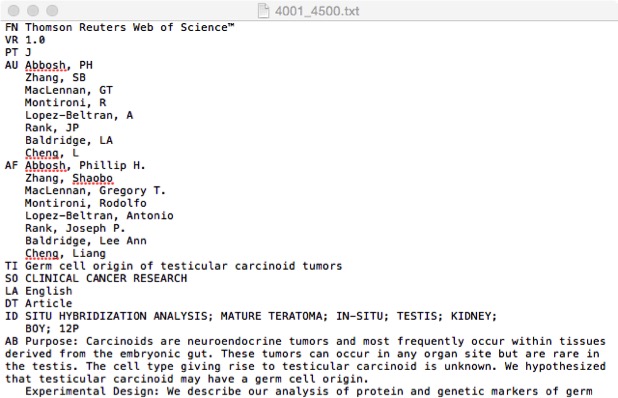 4001_4500.txt
FN Thomson Reuters Web of Science™
VR 1.0
PT J
AU Abbosh, PH
Zhang, SB
MacLennan, GT
Montironi, R
Lopez-Beltran, A
Rank, JP
Baldridge, LA
Cheng, L
AF Abbosh, Phillip H.
Zhang, Shaobo
MacLennan, Gregory T.
Montironi, Rodolfo
Lopez-Beltran, Antonio
Rank, Joseph P.
Baldridge, Lee Ann
Cheng, Liang
TI Germ cell origin of testicular carcinoid tumors
SO CLINICAL CANCER RESEARCH
LA English
DT Article
ID SITU HYBRIDIZATION ANALYSIS; MATURE TERATOMA; IN-SITU; TESTIS; KIDNEY;
BOY; 12P
AB Purpose: Carcinoids are neuroendocrine tumors and most frequently occur within tissues
derived from the embryonic gut. These tumors can occur in any organ site but are rare in
the testis. The cell type giving rise to testicular carcinoid is unknown. We hypothesized
that testicular carcinoid may have a germ cell origin.
Experimental Design: We describe our analysis of protein and genetic markers of germ